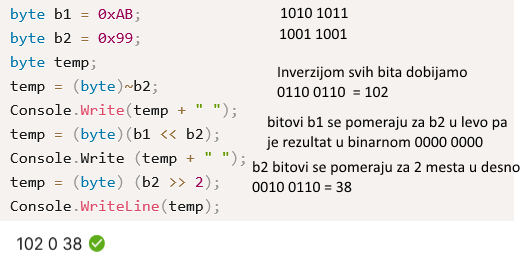 byte b1 = 0xAB;
byte b2 = 0x99;
byte temp;
temp = (byte)~b2;
Console.Write(temp + " ");
temp = (byte)(b1 << b2);
Console.Write (temp + " ");
temp = (byte) (b2 >> 2);
Console.WriteLine(temp);
1010 1011
1001 1001
Inverzijom svih bita dobijamo
0110 0110 = 102
bitovi b1 se pomeraju za b2 u levo pa
je rezultat u binarnom 0000 0000
b2 bitovi se pomeraju za 2 mesta u desno
0010 0110 = 38
102 0 38